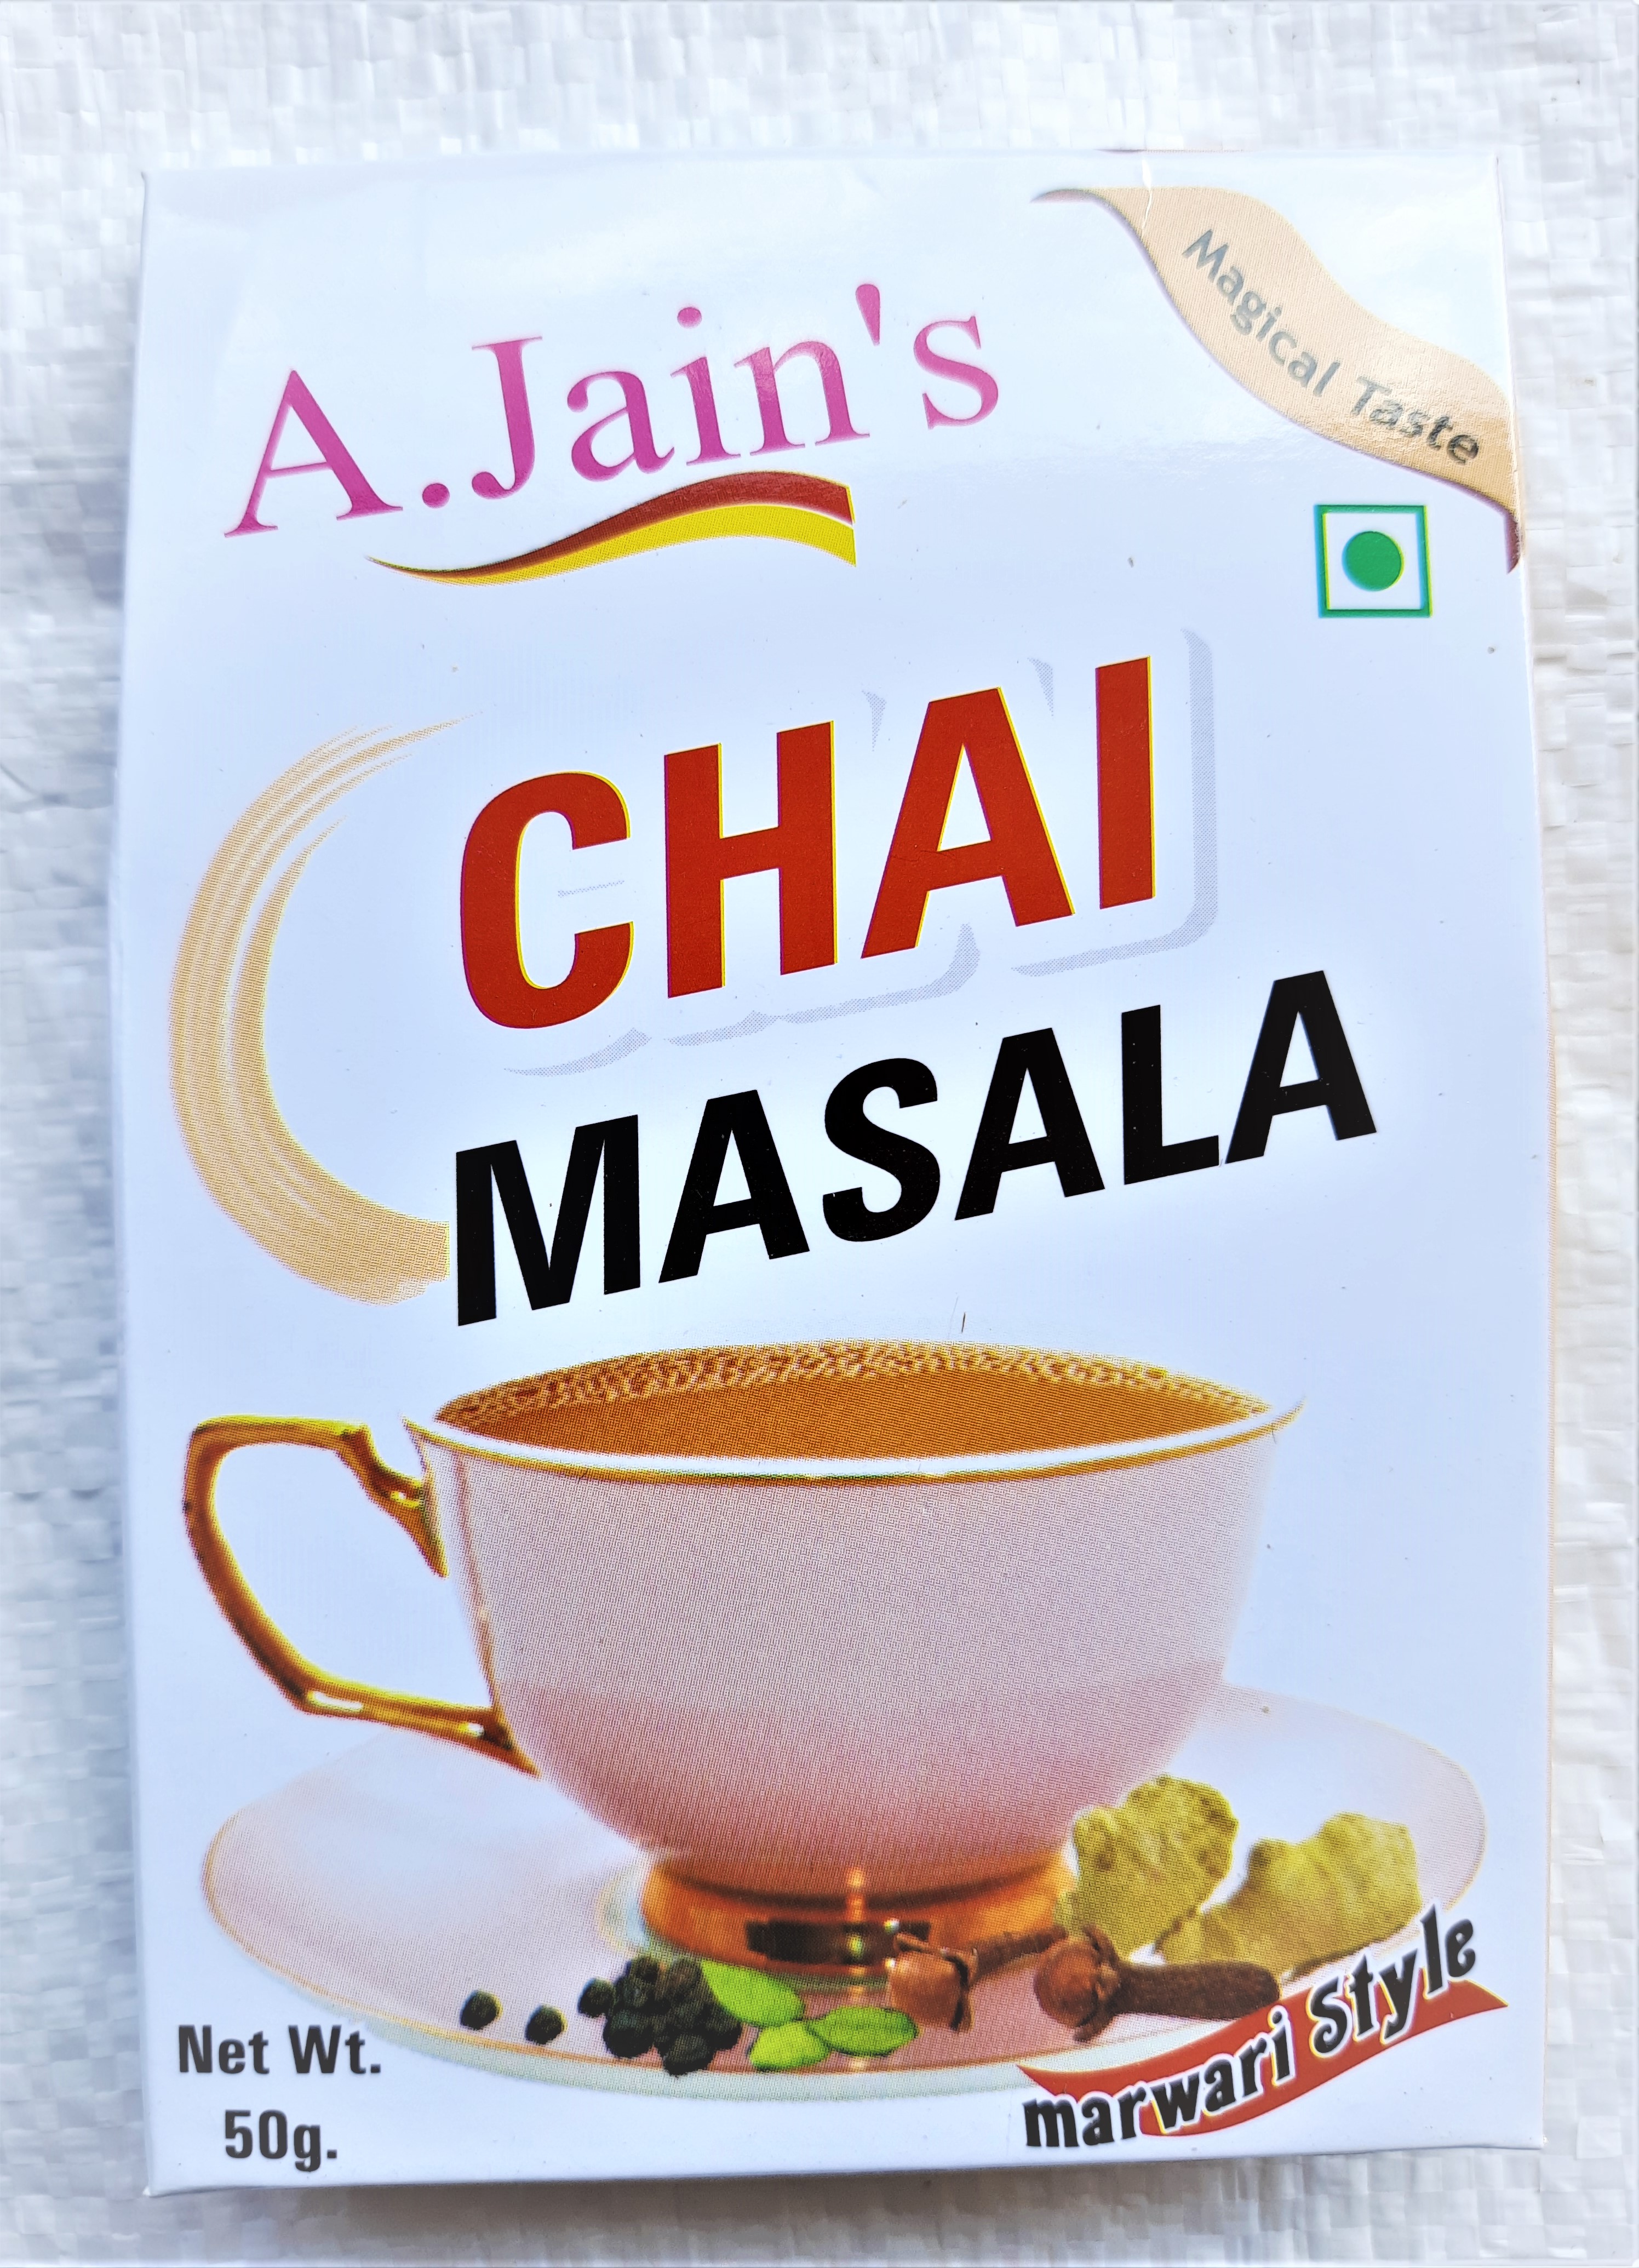 Magical Taste
A.Jain's
CHAI
MASALA
Net Wt.
50g.
marwari Style